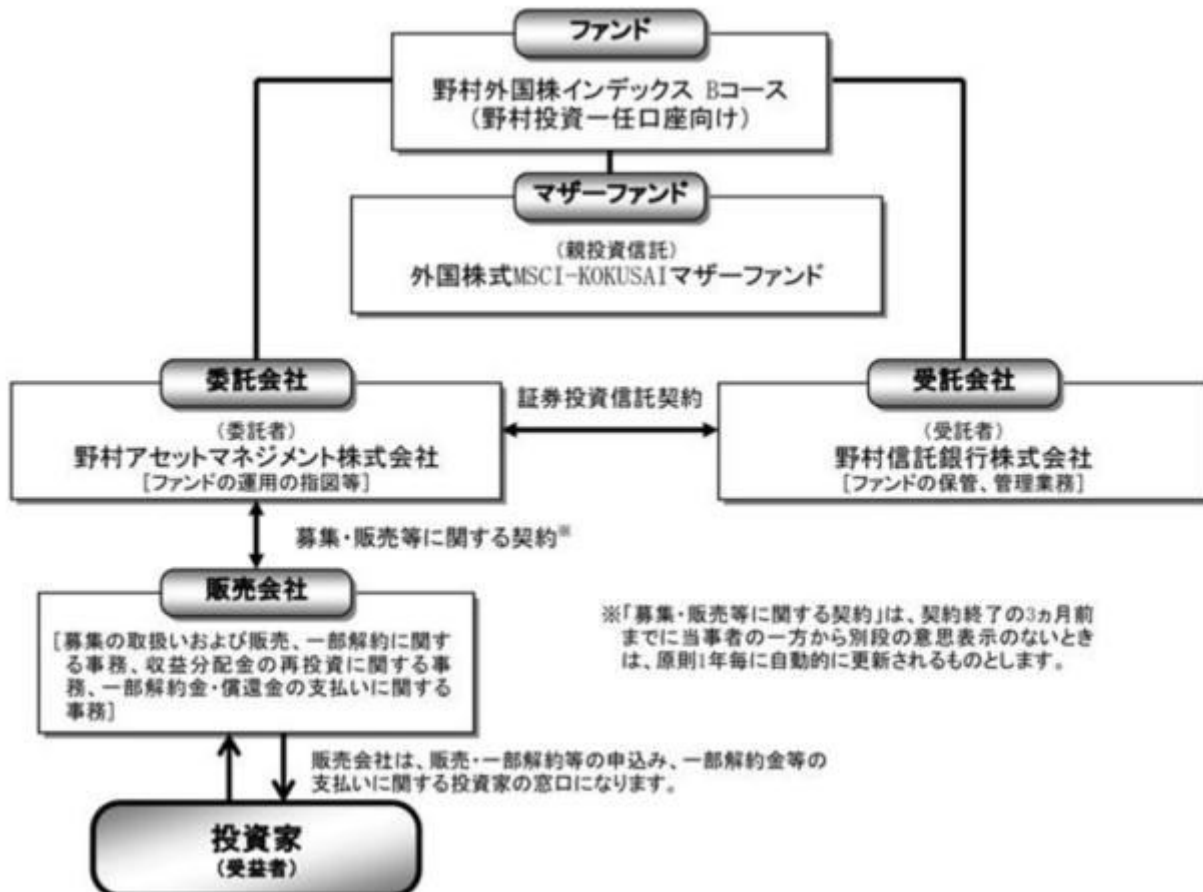 ファンド
野村外国株インデックス Bコース
(野村投資一任口座向け)
マザーファンド
(親投資信託)
外国株式MSCI-KOKUSAIマザーファンド
委託会社
(委託者)
野村アセットマネジメント株式会社
[ファンドの運用の指図等]
証券投資信託契約
受託会社
(受託者)
野村信託銀行株式会社
[ファンドの保管、管理業務]
募集・販売等に関する契約※
販売会社
[募集の取扱いおよび販売、一部解約に関す
る事務、収益分配金の再投資に関する事
務、一部解約金・償還金の支払いに関する
事務]
※「募集・販売等に関する契約」は、契約終了の3ヵ月前
までに当事者の一方から別段の意思表示のないとき
は、原則1年毎に自動的に更新されるものとします。
販売会社は、販売・一部解約等の申込み、一部解約金等の
支払いに関する投資家の窓口になります。
投資家
(受益者)